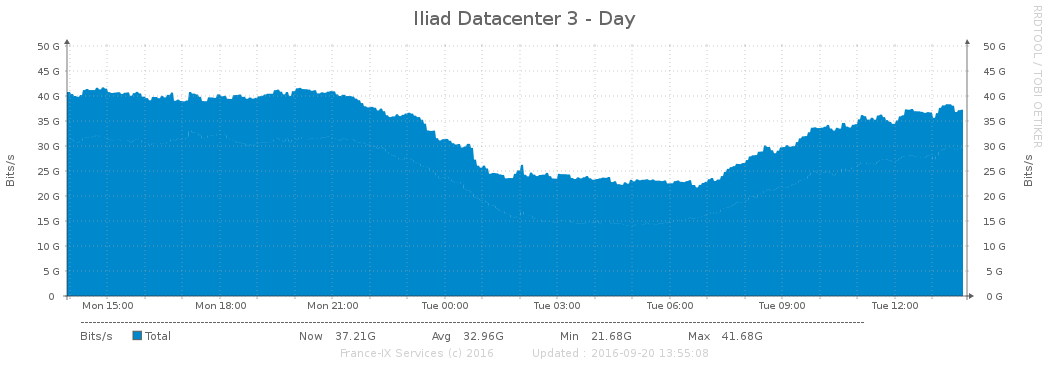 Iliad Datacenter 3 - Day
RRDTOOL / TOBI OETIKER
50 G 50 G
45 G 45 G
40 G 40 G
35 G 35 G
30 G 30 G
25 G 25 G
20 G 20 G
15 G 15 G
10 G 10 G
5 G 5 G
0 0 G
Bits/s Bits/s
Mon 15:00 Mon 18:00 Mon 21:00 Tue 00:00 Tue 03:00 Tue 06:00 Tue 09:00 Tue 12:00
Bits/s Total Now 37.21G Avg 32.96G Min 21.68G Max 41.68G
France-IX Services (c) 2016 Updated : 2016-09-20 13:55:08